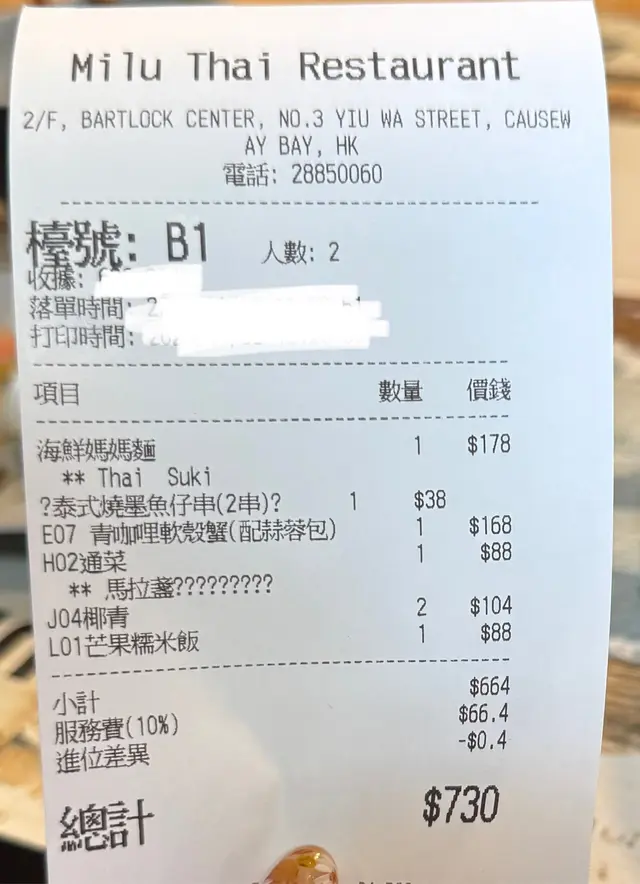 Milu Thai Restaurant
2/F, BARTLOCK CENTER, NO.3 YIU WA STREET, CAUSEW
AY BAY, HK
電話: 28850060
檯號: B1 人數: 2
收據:
落單時間: 2
打印時間:
項目 數量 價錢
海鮮媽媽麵 1 $178
** Thai Suki
?泰式燒墨魚仔串(2串)? 1 $38
E07 青咖哩軟殼蟹(配蒜蓉包) 1 $168
H02通菜 1 $88
** 馬拉盞?????????
J04椰青 2 $104
L01芒果糯米飯 1 $88
小計 $664
服務費(10%) $66.4
進位差異 -$0.4
總計 $730